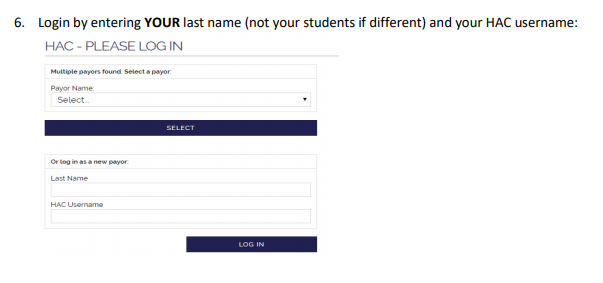 6. Login by entering YOUR last name (not your students if different) and your HAC username:
HAC - PLEASE LOG IN
Multiple payors found. Select a payor:
Payor Name:
Select...
SELECT
Or log in as a new payor:
Last Name
HAC Username
LOG IN